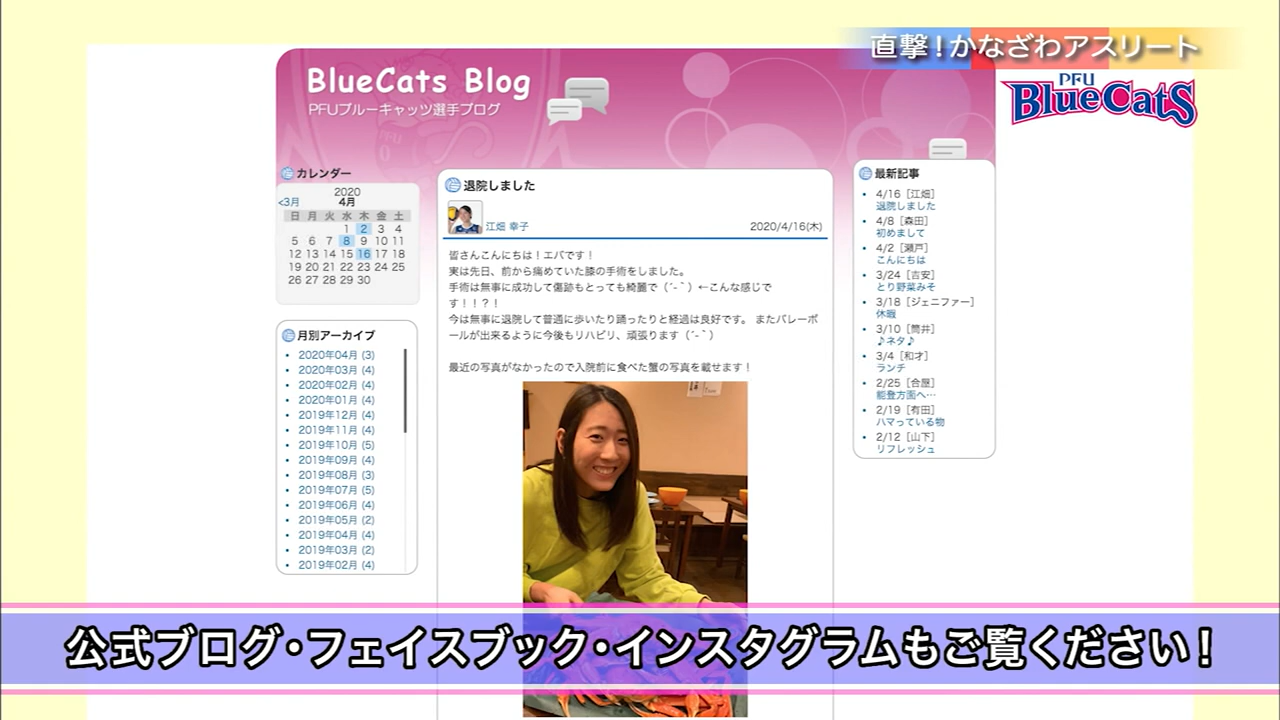 直撃！かなざわアスリート
PFU
BlueCats
BlueCats Blog
PFUブルーキャッツ選手ブログ
カレンダー
2020
<3月 4月
日 月 火 水 木 金 土
1 2 3 4
5 6 7 8 9 10 11
12 13 14 15 16 17 18
19 20 21 22 23 24 25
26 27 28 29 30
月別アーカイブ
2020年04月 (3)
2020年03月 (4)
2020年02月 (4)
2020年01月 (4)
2019年12月 (4)
2019年11月 (4)
2019年10月 (5)
2019年09月 (4)
2019年08月 (3)
2019年07月 (5)
2019年06月 (4)
2019年05月 (2)
2019年04月 (4)
2019年03月 (2)
2019年02月 (4)
退院しました
江畑 幸子 2020/4/16(木)
皆さんこんにちは！エバです！
実は先日、前から痛めていた膝の手術をしました。
手術は無事に成功して傷跡もとっても綺麗で（´-｀）←こんな感じで
す！！？！
今は無事に退院して普通に歩いたり踊ったりと経過は良好です。 またバレーボ
ールが出来るように今後もリハビリ、頑張ります（´-｀）
最近の写真がなかったので入院前に食べた蟹の写真を載せます！
最新記事
4/16［江畑］
退院しました
4/8［森田］
初めまして
4/2［瀬戸］
こんにちは
3/24［吉安］
とり野菜みそ
3/18［ジェニファー］
休暇
3/10［筒井］
♪ネタ♪
3/4［和才］
ランチ
2/25［合屋］
能登方面へ…
2/19［有田］
ハマっている物
2/12［山下］
リフレッシュ
公式ブログ・フェイスブック・インスタグラムもご覧ください！